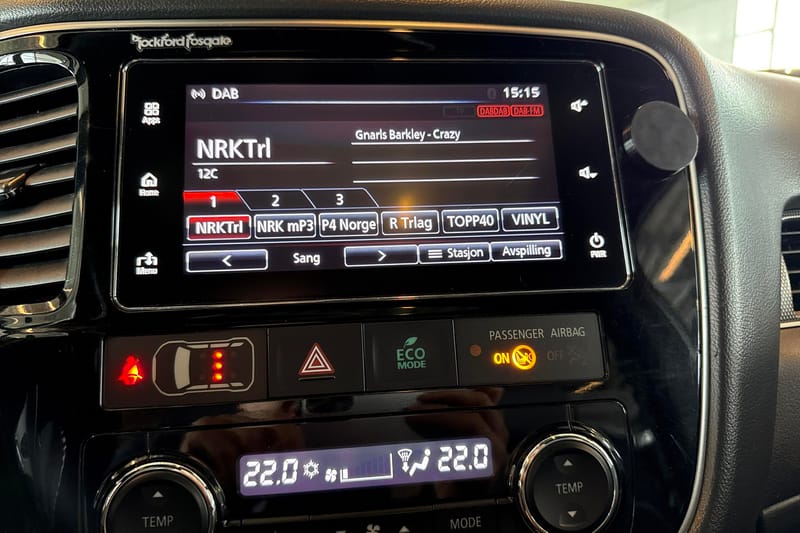 Rockford Fosgate
DAB
15:15
DABDAB DAB-FM
Apps
NRKTrl
Gnarls Barkley - Crazy
12C
Home
1 2 3
NRKTrl NRK mP3 P4 Norge R Trlag TOPP40 VINYL
Menu
< Sang > Stasjon Avspilling
PWR
ECO
MODE
PASSENGER AIRBAG
ON OFF
22.0 22.0
TEMP
MODE
TEMP